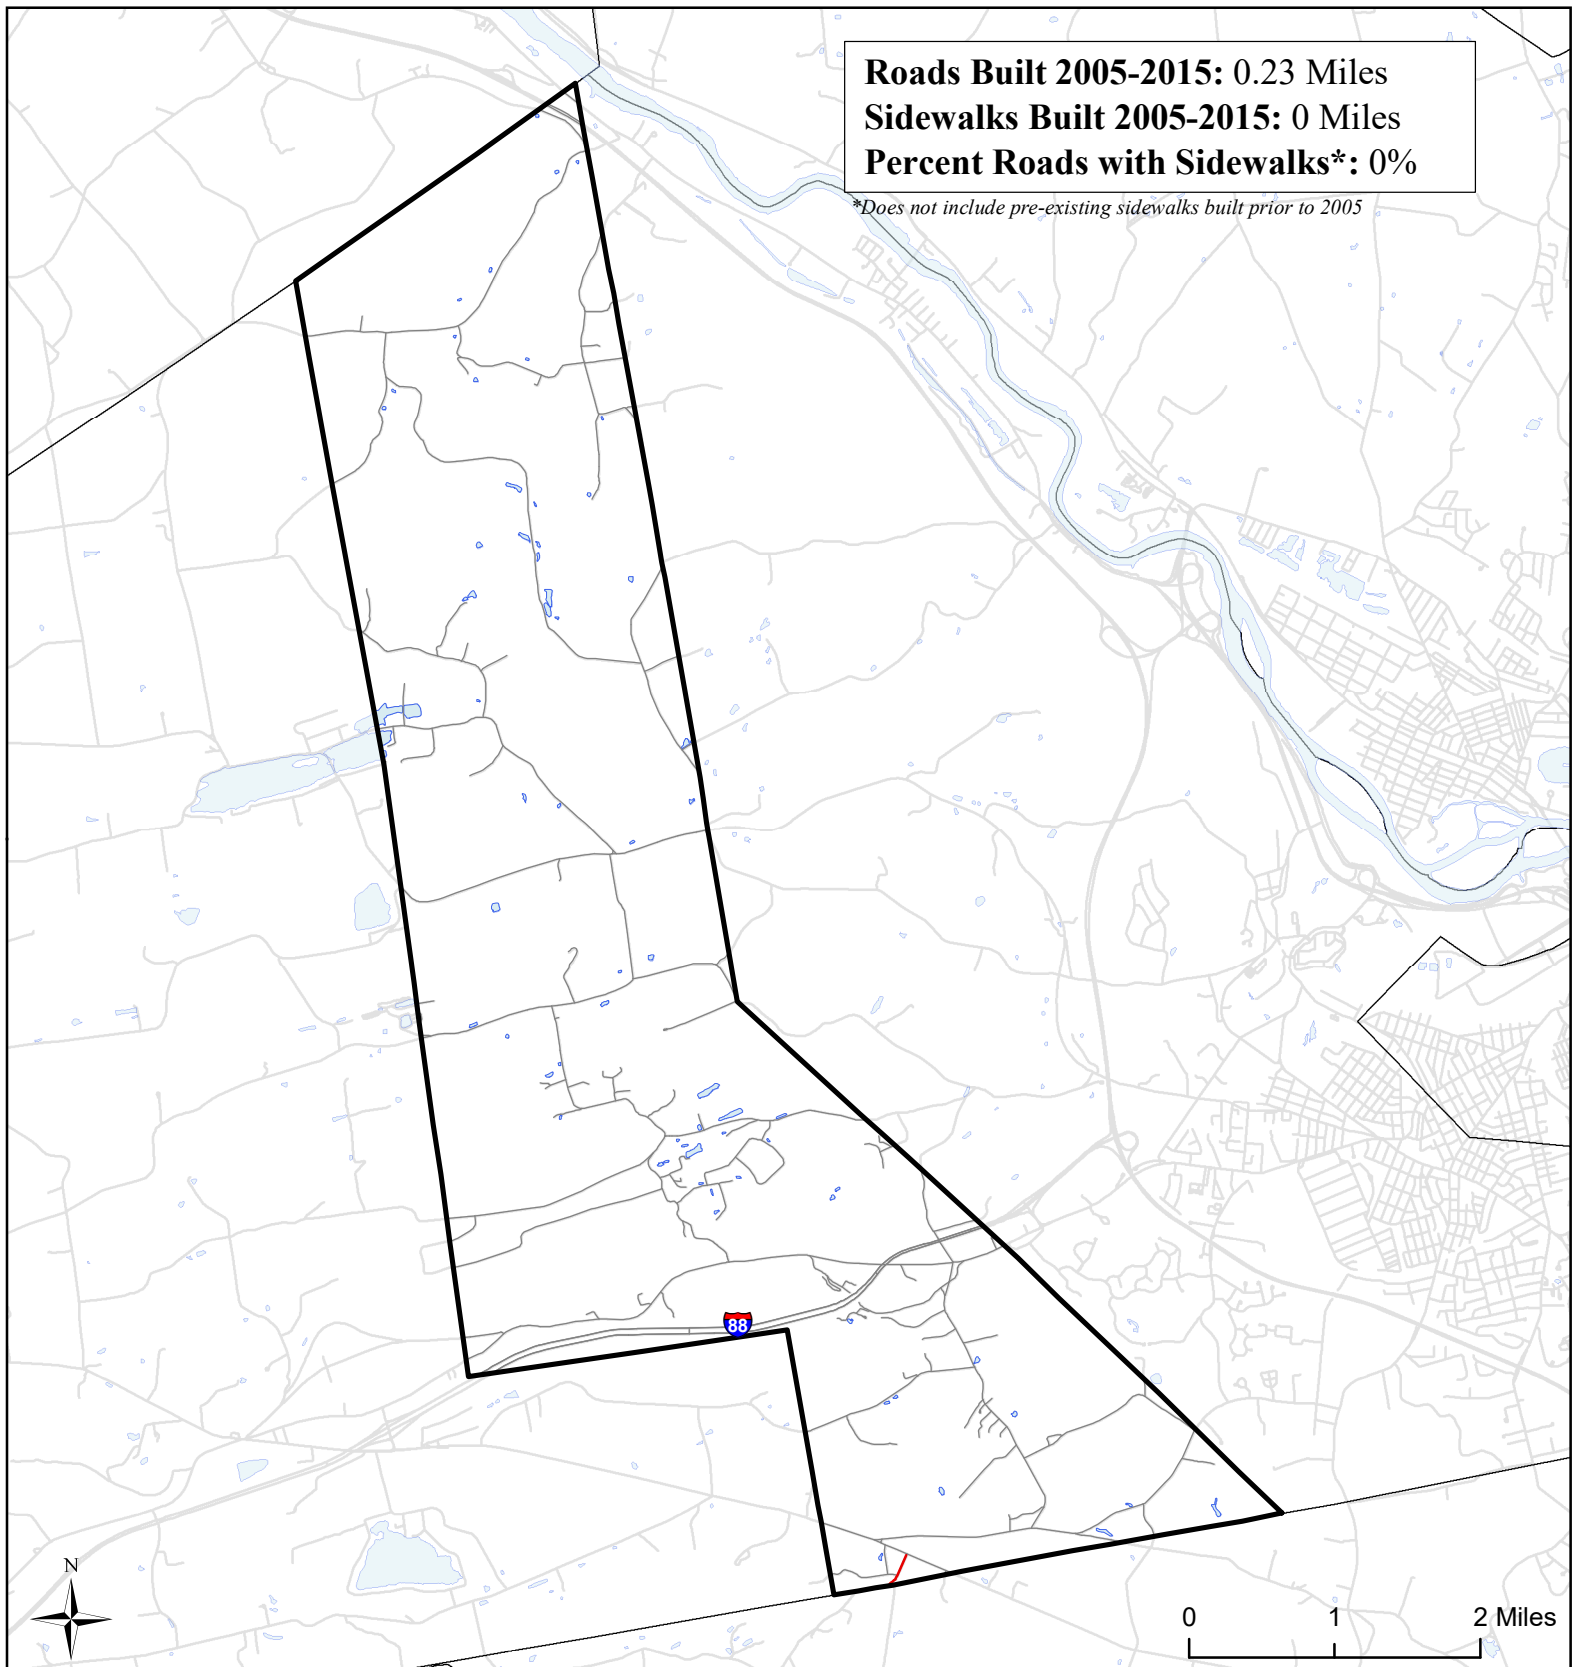 Roads Built 2005-2015: 0.23 Miles
Sidewalks Built 2005-2015: 0 Miles
Percent Roads with Sidewalks*: 0%
*Does not include pre-existing sidewalks built prior to 2005
88
N
0 1 2 Miles